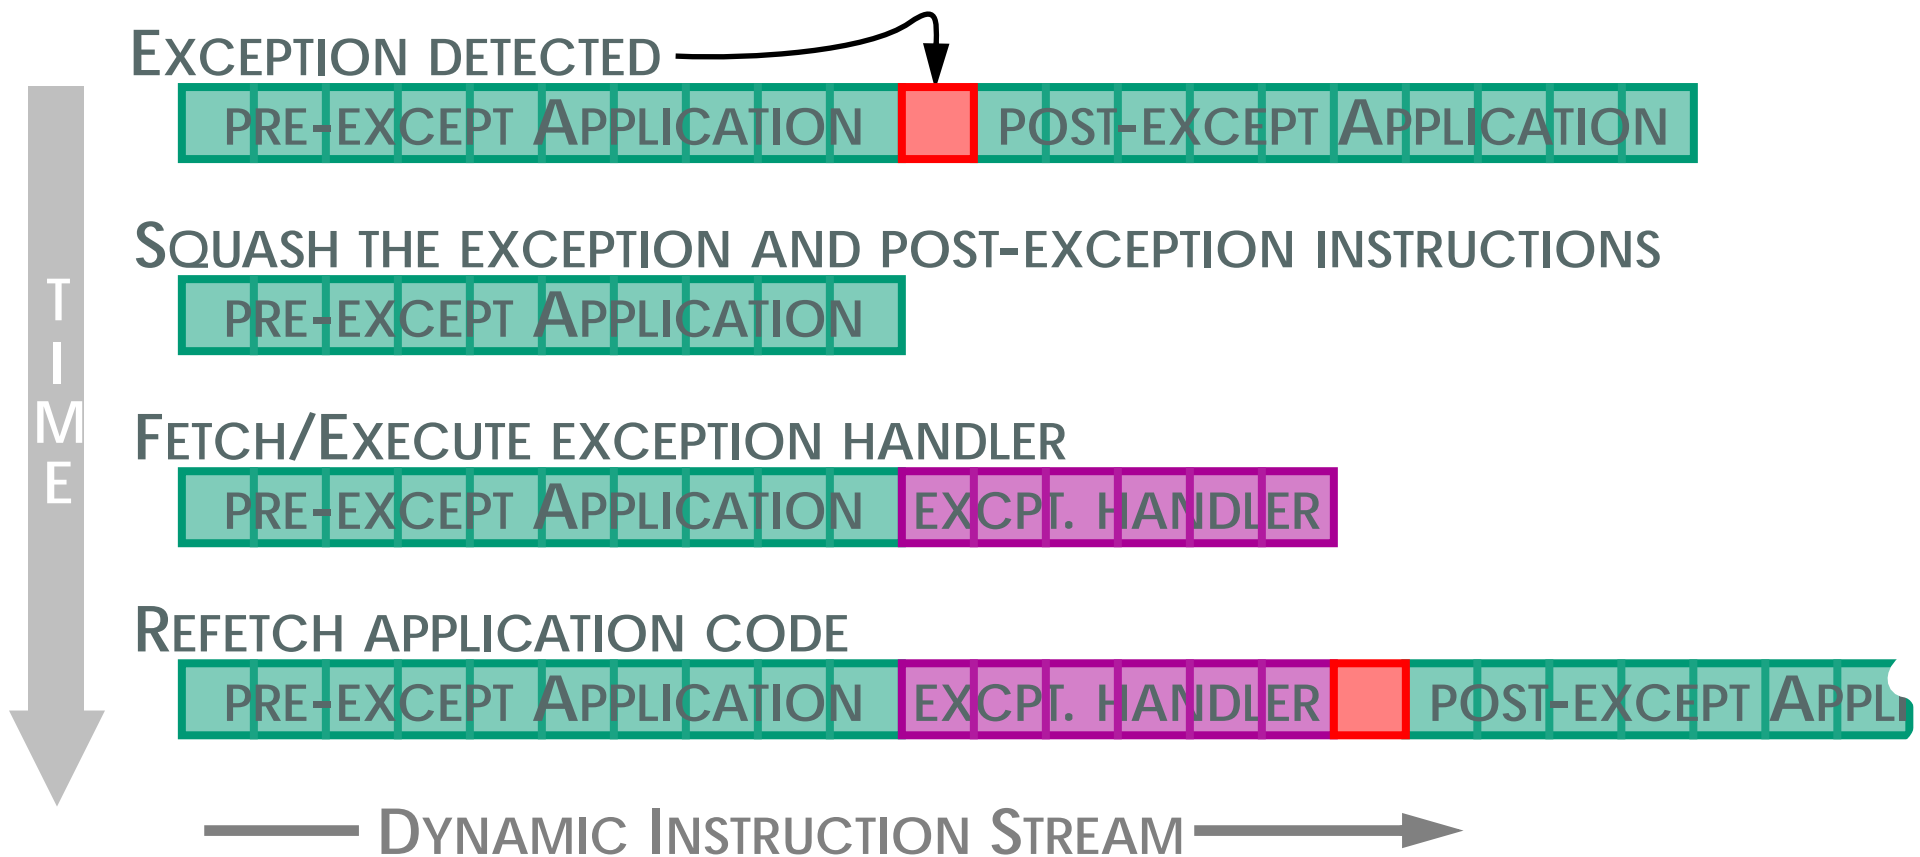 EXCEPTION DETECTED
PRE-EXCEPT APPLICATION POST-EXCEPT APPLICATION
SQUASH THE EXCEPTION AND POST-EXCEPTION INSTRUCTIONS
PRE-EXCEPT APPLICATION
FETCH/EXECUTE EXCEPTION HANDLER
PRE-EXCEPT APPLICATION EXCPT. HANDLER
REFETCH APPLICATION CODE
PRE-EXCEPT APPLICATION EXCPT. HANDLER POST-EXCEPT APPLI
DYNAMIC INSTRUCTION STREAM
TIME